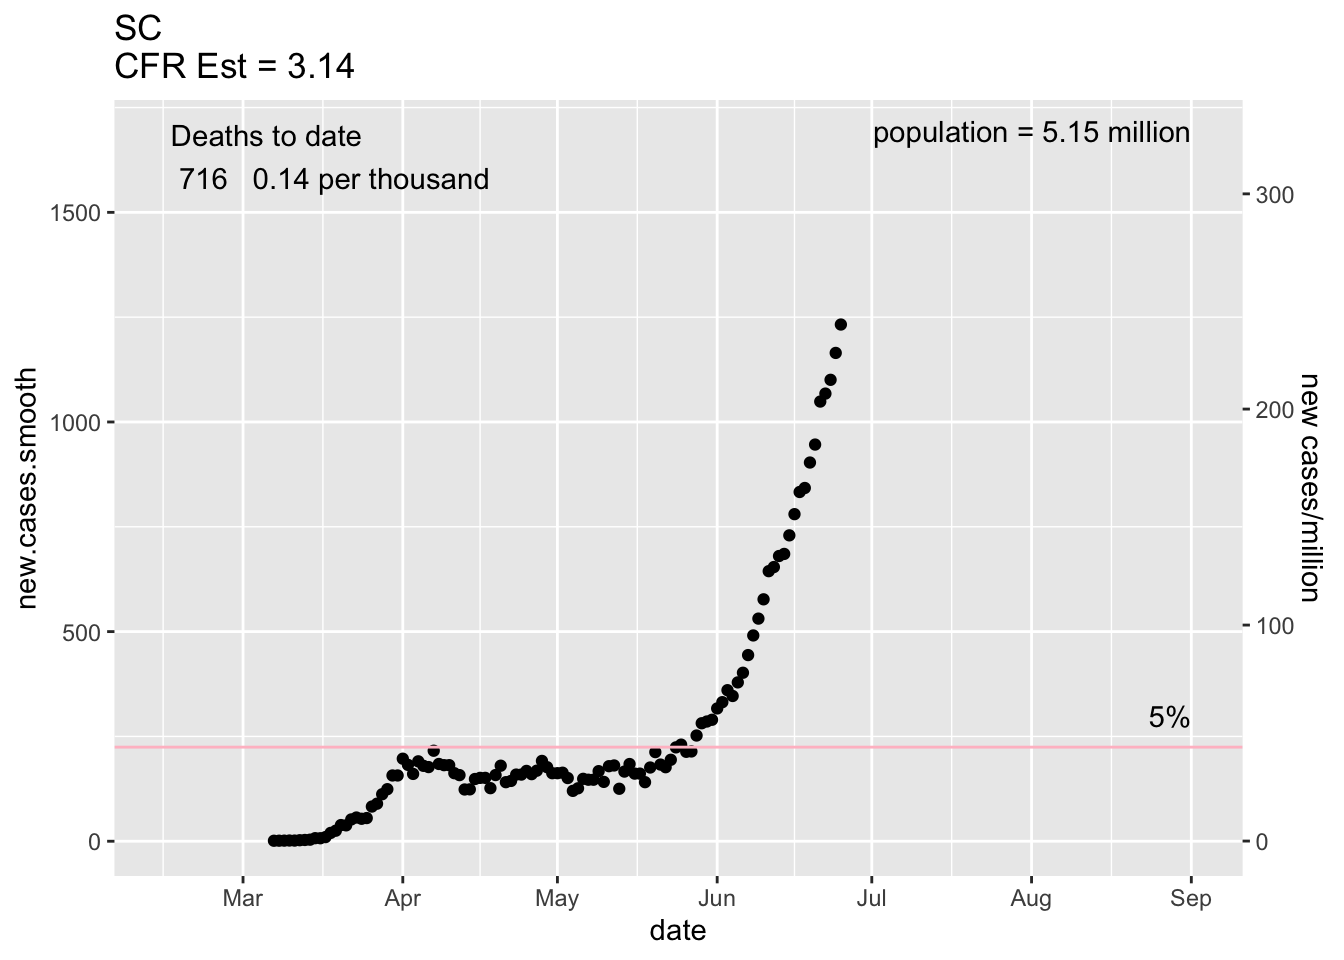 SC
CFR Est = 3.14
Deaths to date
716 0.14 per thousand
population = 5.15 million
5%
new.cases.smooth
1500
1000
500
0
new cases/million
300
200
100
0
Mar Apr May Jun Jul Aug Sep
date